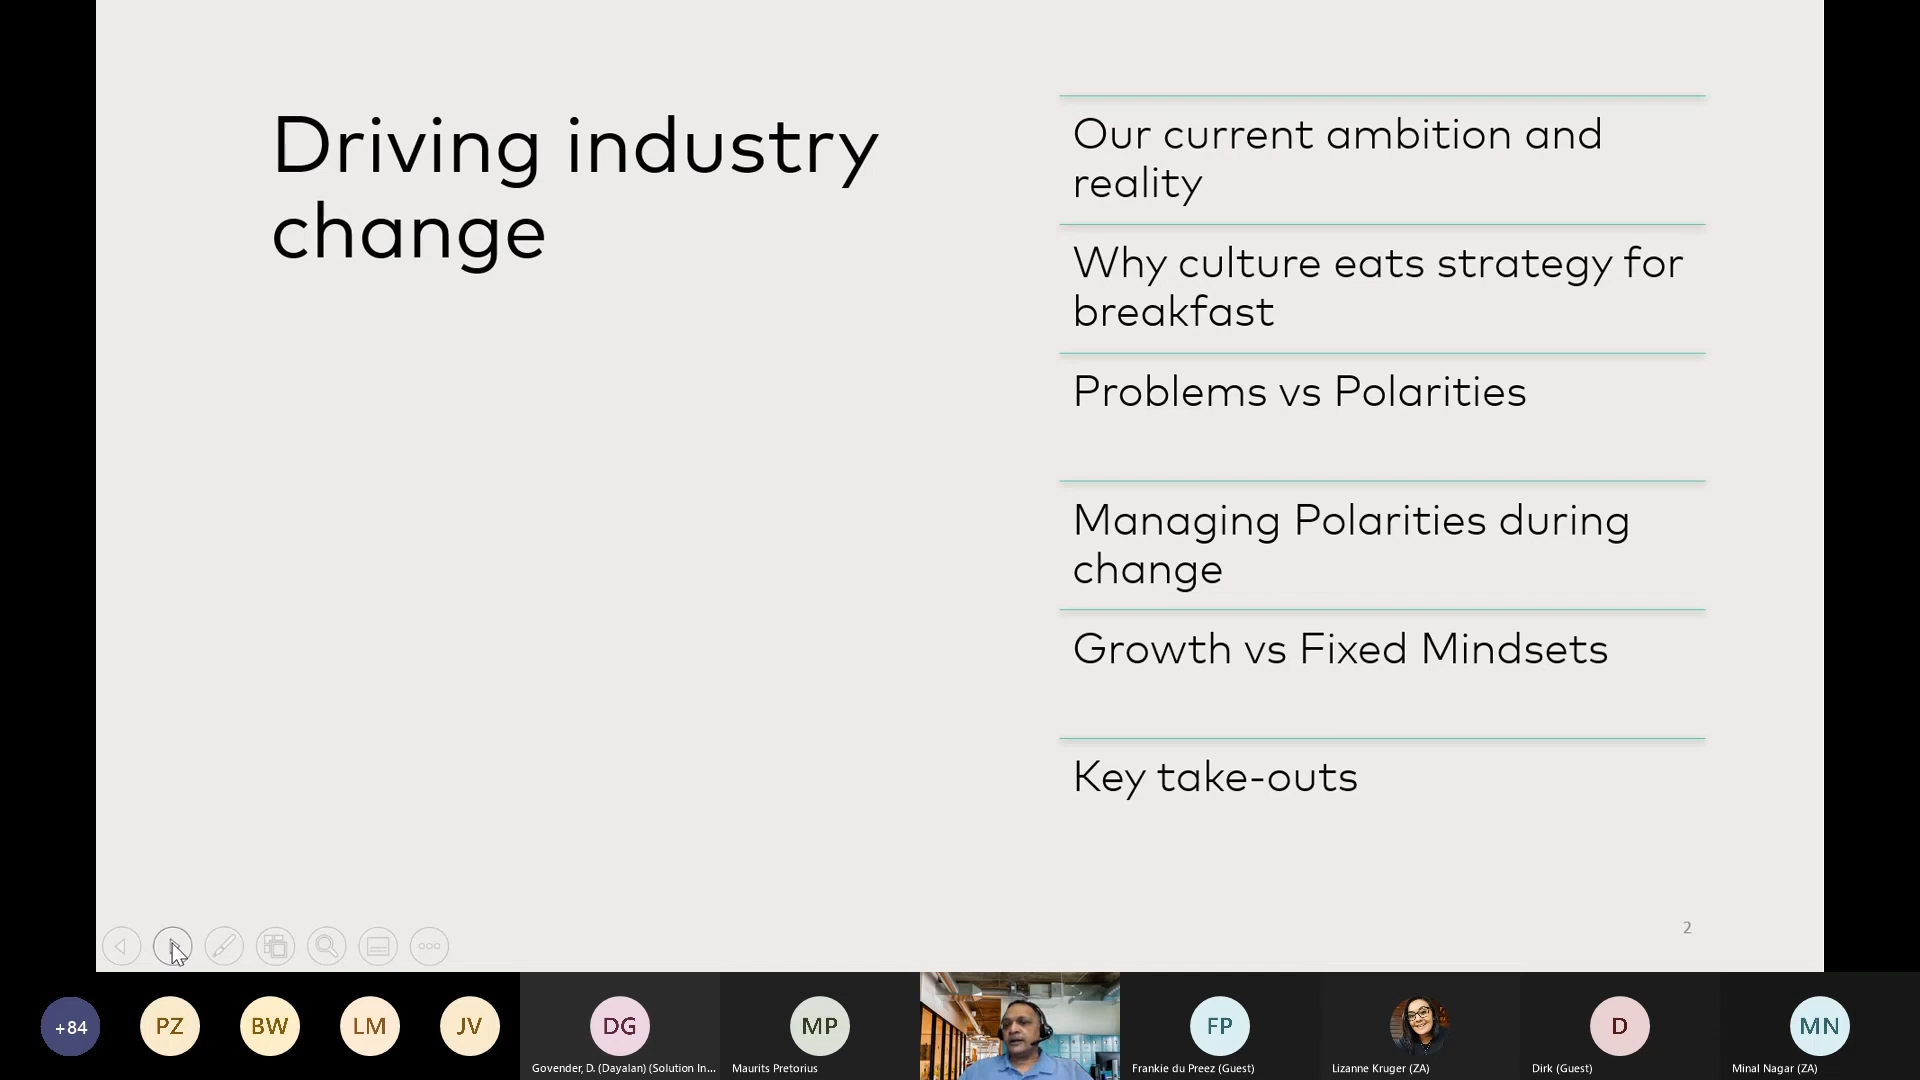 Driving industry
change
Our current ambition and
reality
Why culture eats strategy for
breakfast
Problems vs Polarities
Managing Polarities during
change
Growth vs Fixed Mindsets
Key take-outs
2
+84
PZ
BW
LM
JV
DG
MP
FP
D
MN
Govender, D. (Dayalan) (Solution In...
Maurits Pretorius
Frankie du Preez (Guest)
Lizanne Kruger (ZA)
Dirk (Guest)
Minal Nagar (ZA)